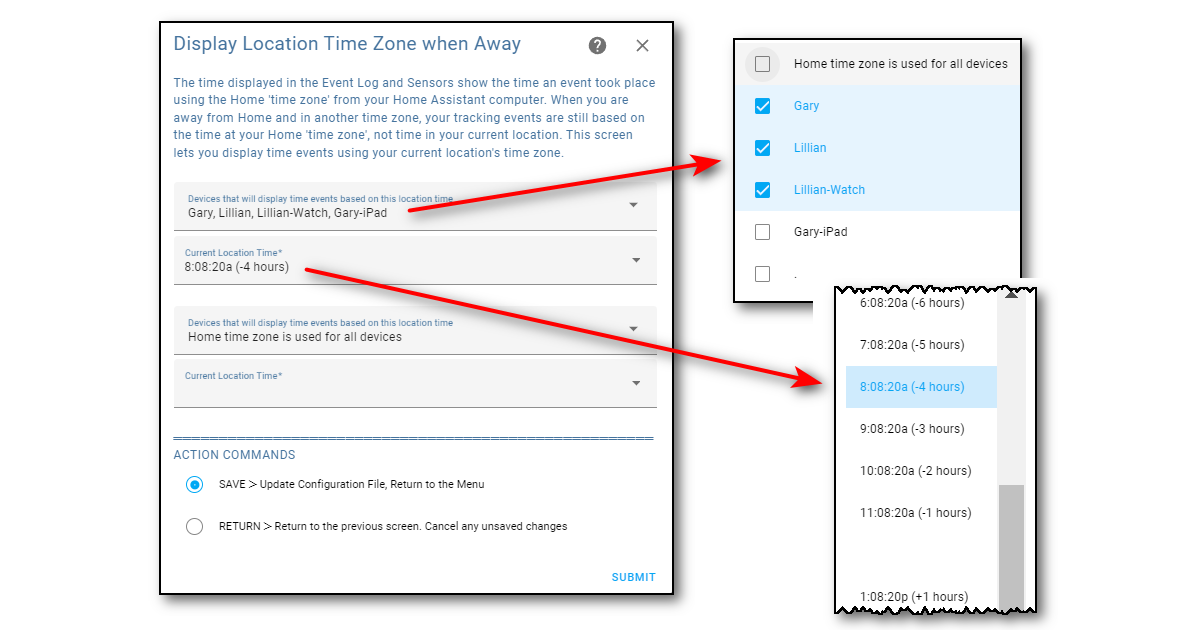 Display Location Time Zone when Away
The time displayed in the Event Log and Sensors show the time an event took place
using the Home 'time zone' from your Home Assistant computer. When you are
away from Home and in another time zone, your tracking events are still based on
the time at your Home 'time zone', not time in your current location. This screen
lets you display time events using your current location's time zone.
Devices that will display time events based on this location time
Gary, Lillian, Lillian-Watch, Gary-iPad
Current Location Time*
8:08:20a (-4 hours)
Devices that will display time events based on this location time
Home time zone is used for all devices
Current Location Time*
ACTION COMMANDS
SAVE > Update Configuration File, Return to the Menu
RETURN > Return to the previous screen. Cancel any unsaved changes
SUBMIT
Home time zone is used for all devices
Gary
Lillian
Lillian-Watch
Gary-iPad
.
6:08:20a (-6 hours)
7:08:20a (-5 hours)
8:08:20a (-4 hours)
9:08:20a (-3 hours)
10:08:20a (-2 hours)
11:08:20a (-1 hours)
1:08:20p (+1 hours)